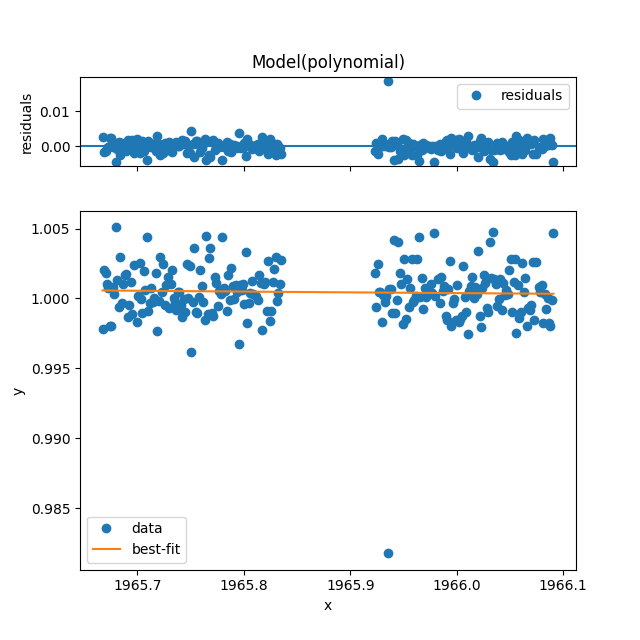 Model(polynomial)
residuals
0.01
0.00
residuals
1.005
1.000
0.995
0.990
0.985
y
data
best-fit
1965.7 1965.8 1965.9 1966.0 1966.1
x